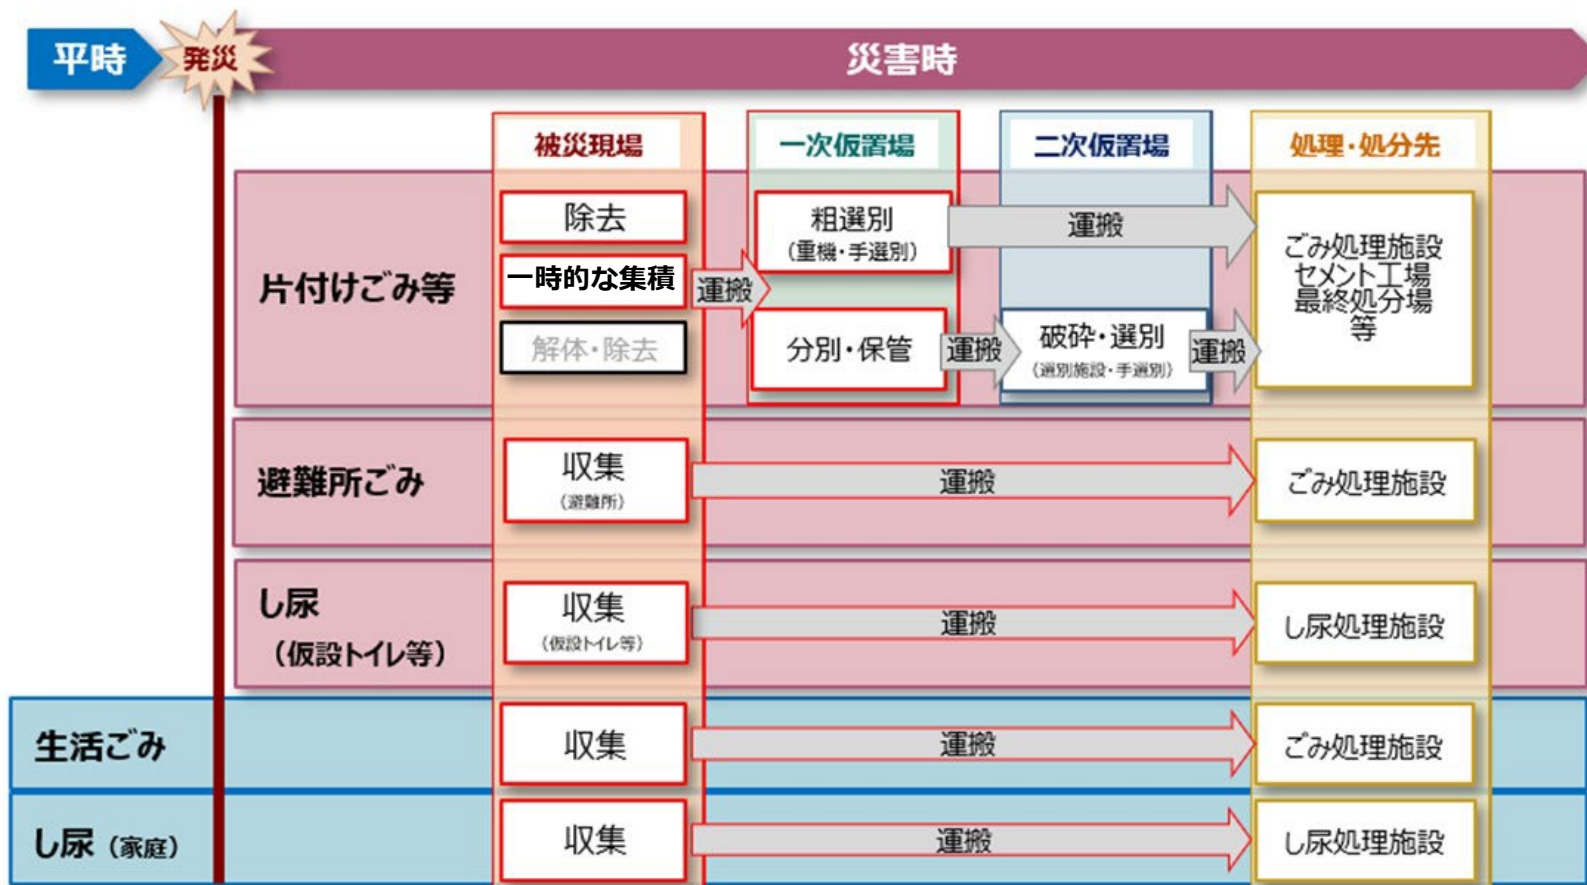 平時
発災
災害時
被災現場
一次仮置場
二次仮置場
処理・処分先
片付けごみ等
除去
一時的な集積
解体・除去
運搬
粗選別
（重機・手選別）
分別・保管
運搬
運搬
破砕・選別
（選別施設・手選別）
運搬
ごみ処理施設
セメント工場
最終処分場
等
避難所ごみ
収集
（避難所）
運搬
ごみ処理施設
し尿
（仮設トイレ等）
収集
（仮設トイレ等）
運搬
し尿処理施設
生活ごみ
収集
運搬
ごみ処理施設
し尿（家庭）
収集
運搬
し尿処理施設